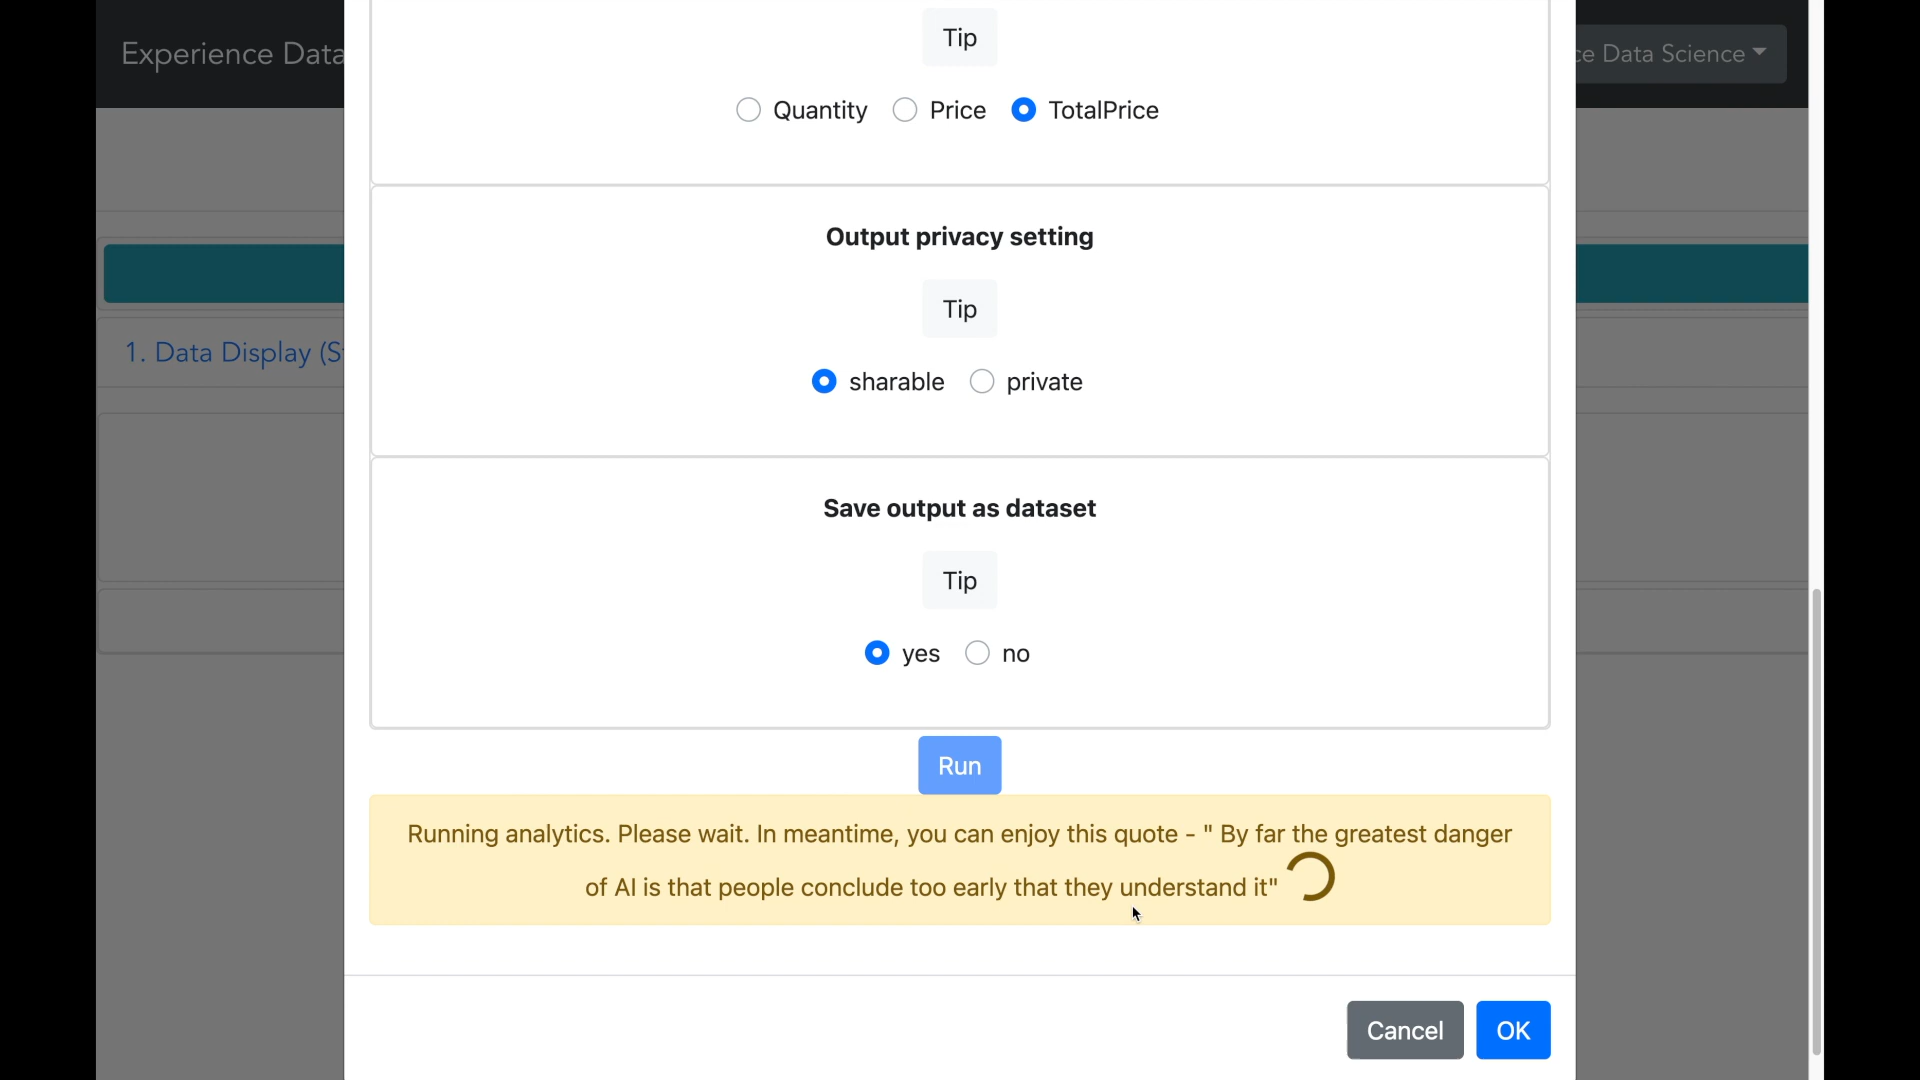 Experience Data
ce Data Science
Tip
Quantity Price TotalPrice
Output privacy setting
Tip
1. Data Display (S
sharable private
Save output as dataset
Tip
yes no
Run
Running analytics. Please wait. In meantime, you can enjoy this quote - " By far the greatest danger
of AI is that people conclude too early that they understand it"
Cancel OK